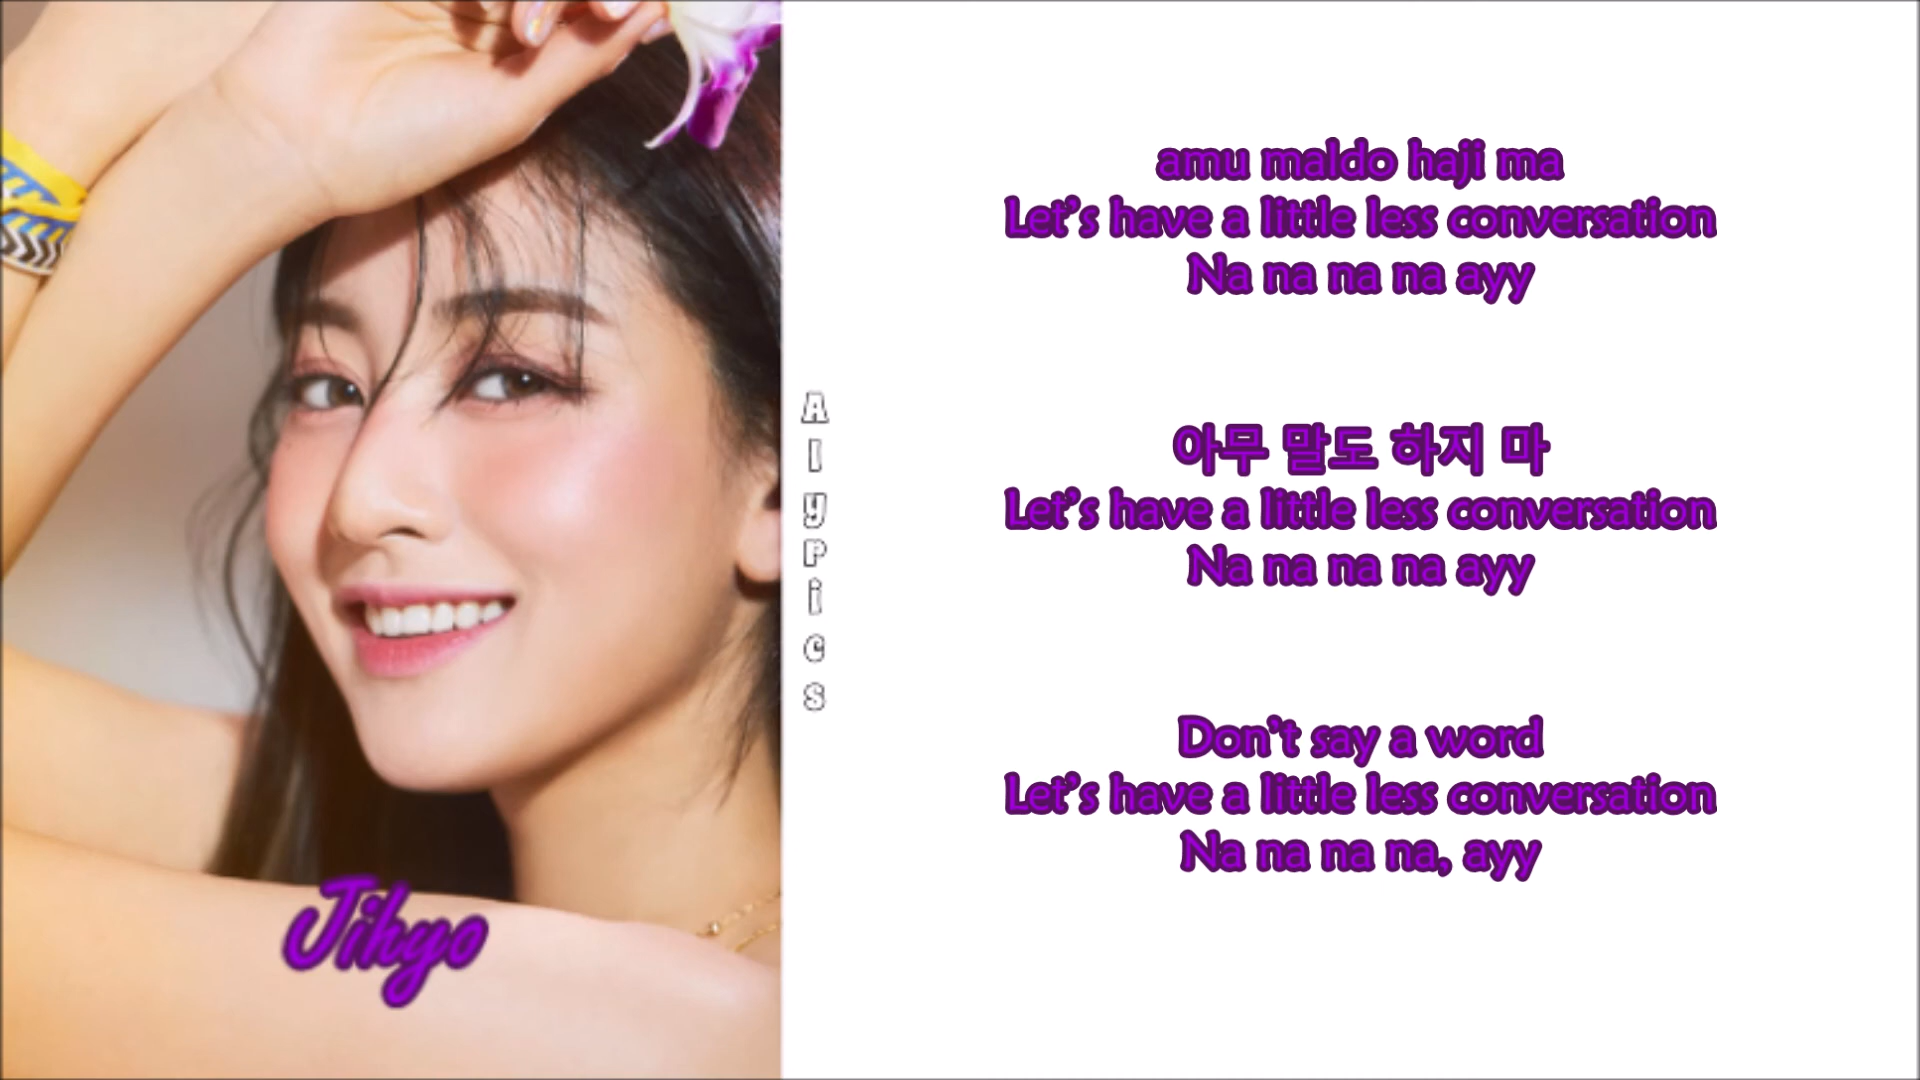 amu maldo haji ma
Let's have a little less conversation
Na na na na ayy
아무 말도 하지 마
Let's have a little less conversation
Na na na na ayy
Don't say a word
Let's have a little less conversation
Na na na na, ayy
AlyPics
Jihyo